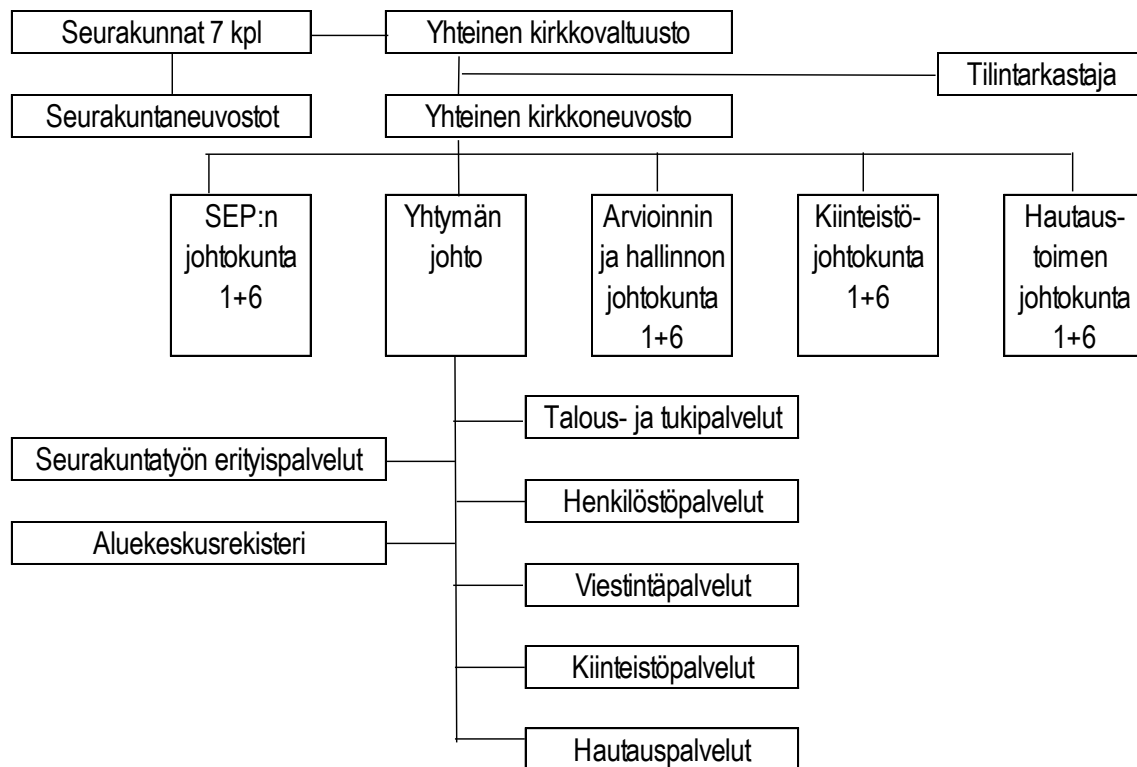 Seurakunnat 7 kpl
Yhteinen kirkkovaltuusto
Tilintarkastaja
Seurakuntaneuvostot
Yhteinen kirkkoneuvosto
SEP:n
johtokunta
1+6
Yhtymän
johto
Arvioinnin
ja hallinnon
johtokunta
1+6
Kiinteistö-
johtokunta
1+6
Hautaus-
toimen
johtokunta
1+6
Talous- ja tukipalvelut
Seurakuntatyön erityispalvelut
Henkilöstöpalvelut
Aluekeskusrekisteri
Viestintäpalvelut
Kiinteistöpalvelut
Hautauspalvelut